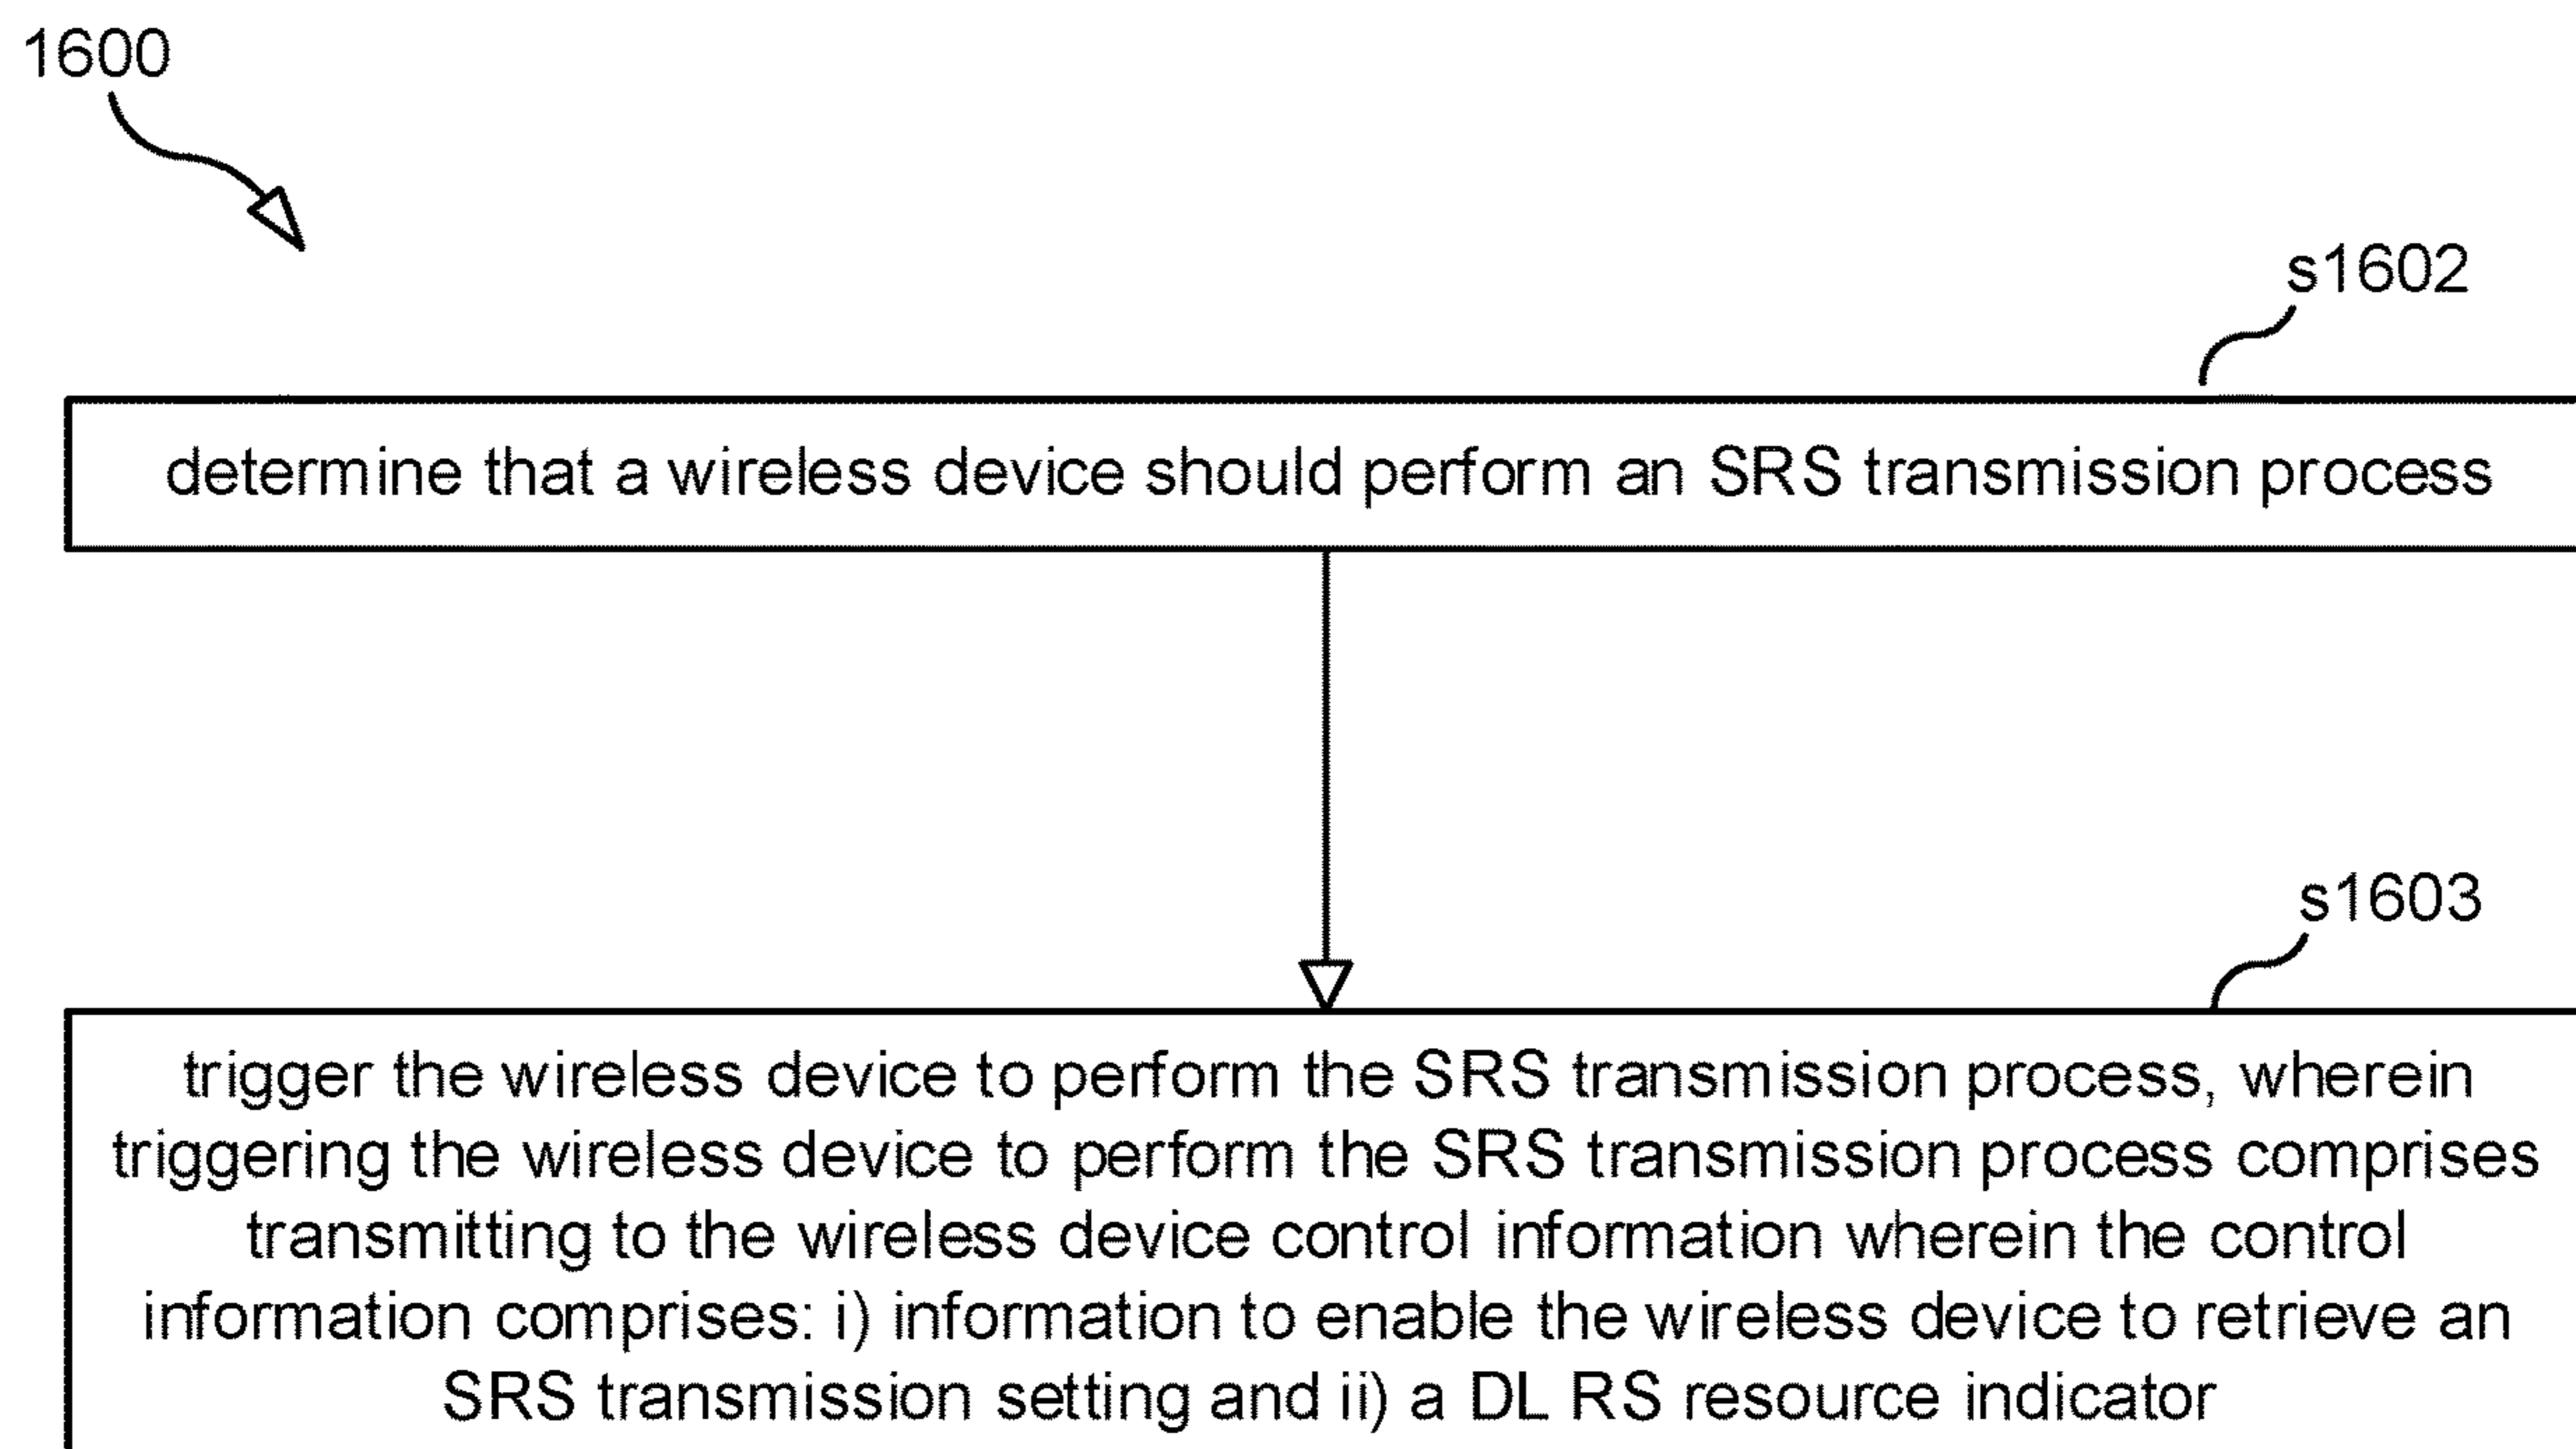 1600
s1602
determine that a wireless device should perform an SRS transmission process
s1603
trigger the wireless device to perform the SRS transmission process, wherein
triggering the wireless device to perform the SRS transmission process comprises
transmitting to the wireless device control information wherein the control
information comprises: i) information to enable the wireless device to retrieve an
SRS transmission setting and ii) a DL RS resource indicator